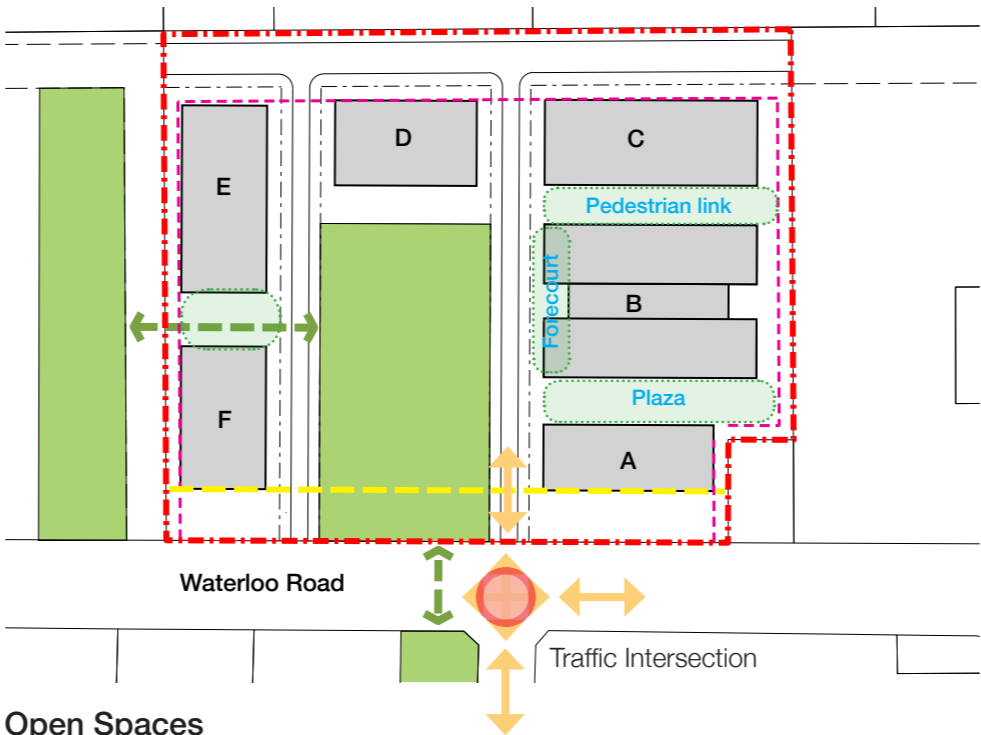 D
C
E
Pedestrian link
Forecourt
B
Plaza
F
A
Waterloo Road
Traffic Intersection
Open Spaces